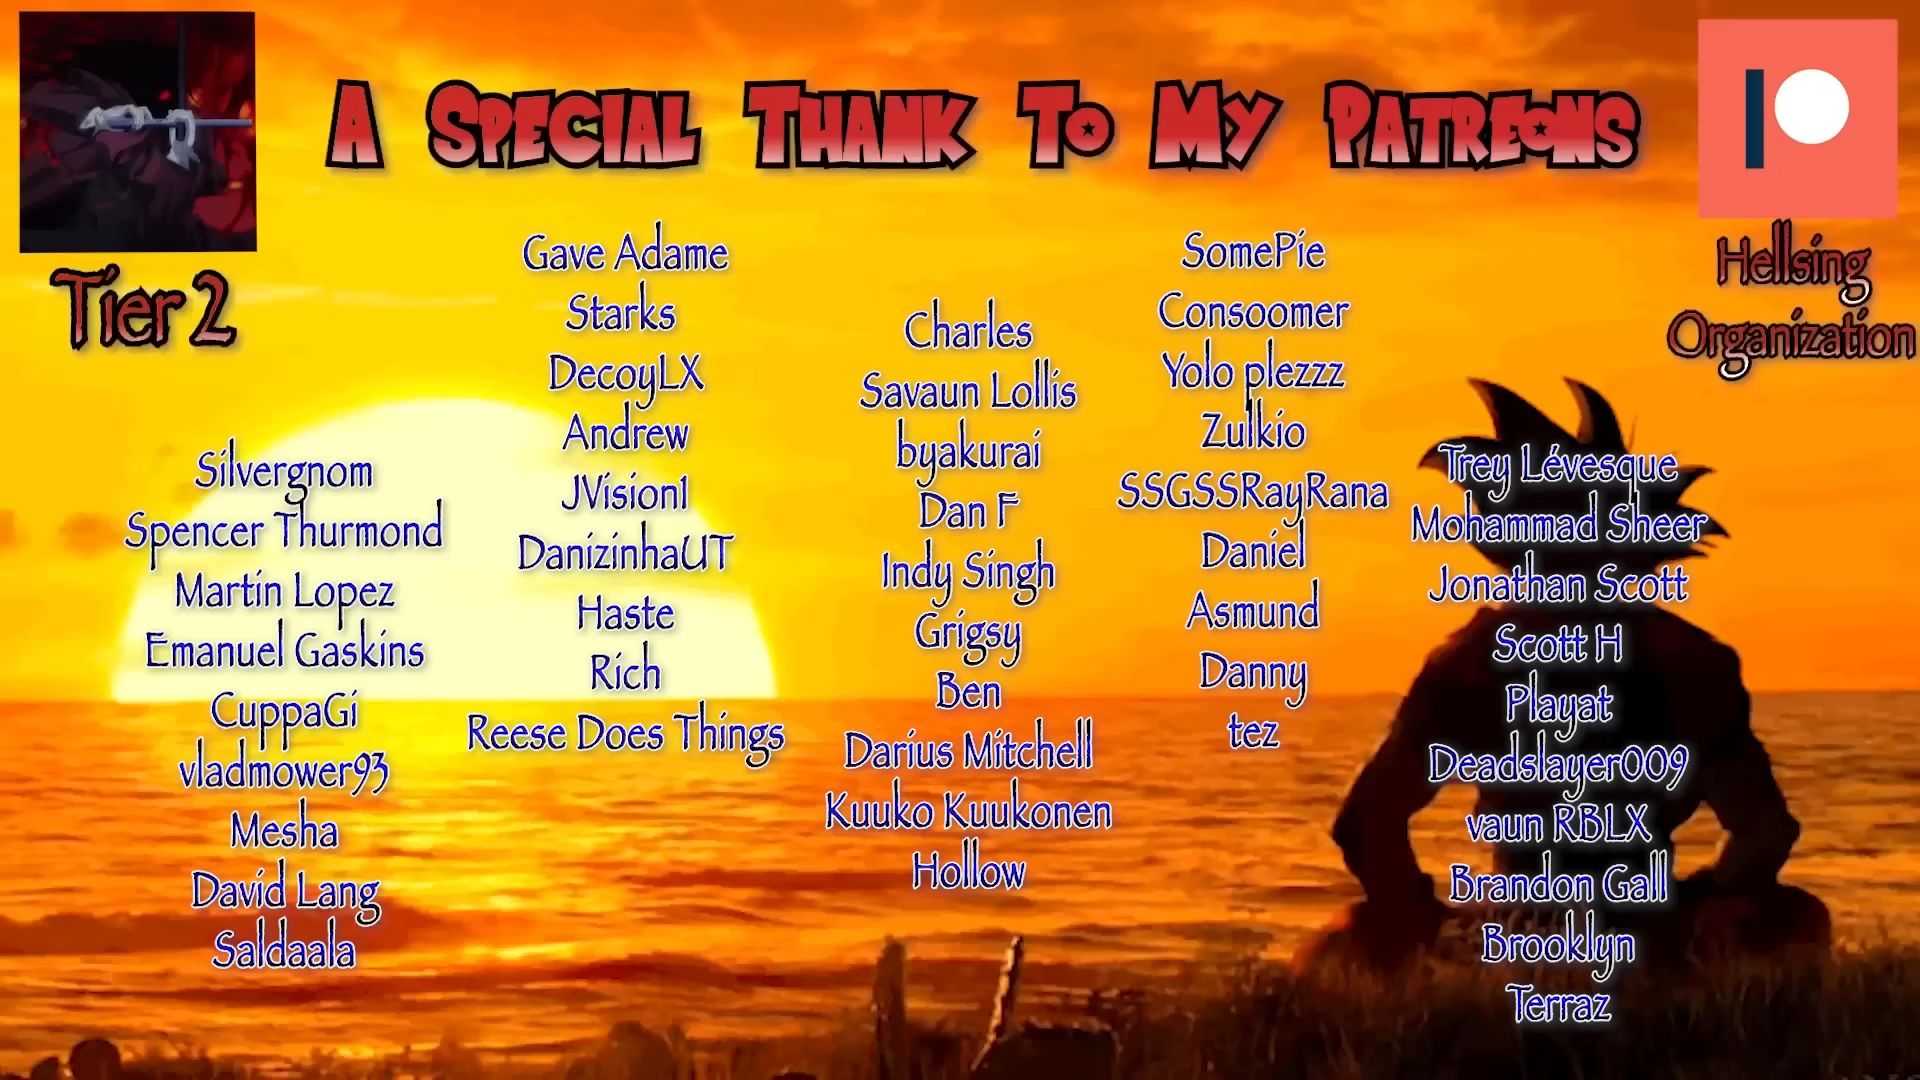 A Special Thank To My Patreons
Tier 2
Hellsing
Organization
Silvergnom
Spencer Thurmond
Martin Lopez
Emanuel Gaskins
CuppaGi
vladmower93
Mesha
David Lang
Saldaala
Gave Adame
Starks
DecoyLX
Andrew
JVision1
DanizinhaUT
Haste
Rich
Reese Does Things
Charles
Savaun Lollis
byakurai
Dan F
Indy Singh
Grigsy
Ben
Darius Mitchell
Kuuko Kuukonen
Hollow
SomePie
Consoomer
Yolo plezzz
Zulkio
SSGSSRayRana
Daniel
Asmund
Danny
tez
Trey Lévesque
Mohammad Sheer
Jonathan Scott
Scott H
Playat
Deadslayer009
vaun RBLX
Brandon Gall
Brooklyn
Terraz